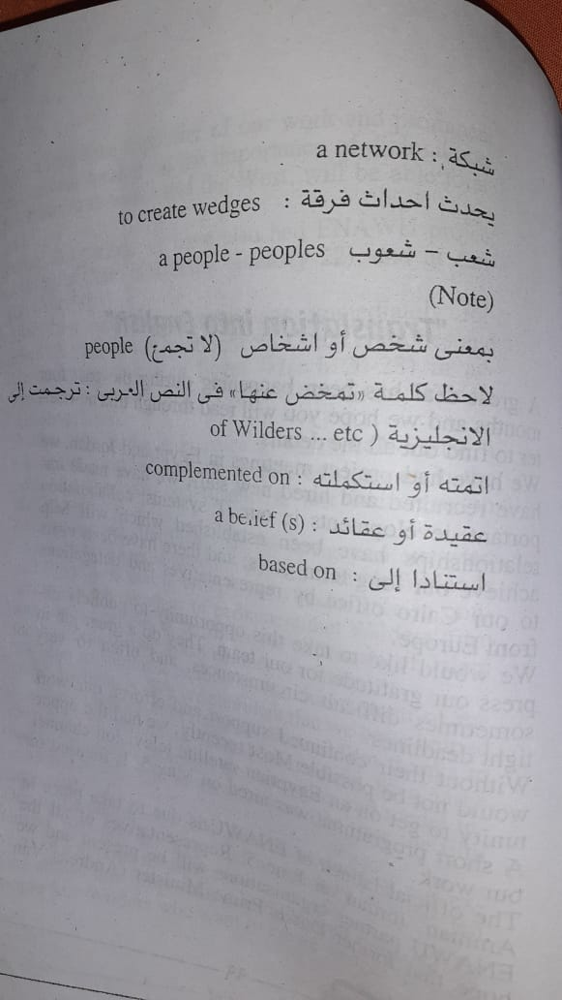 شبكة : a network
يحدث احداث فرقة : to create wedges
شعب – شعوب a people - peoples
(Note)
بمعنى شخص أو اشخاص (لا تجمع) people
لاحظ كلمة «تمخض عنها» فى النص العربى : ترجمت إلى
الانجليزية ( of Wilders ... etc
اتمته أو استكملته : complemented on
عقيدة أو عقائد : a belief (s)
استنادا إلى : based on